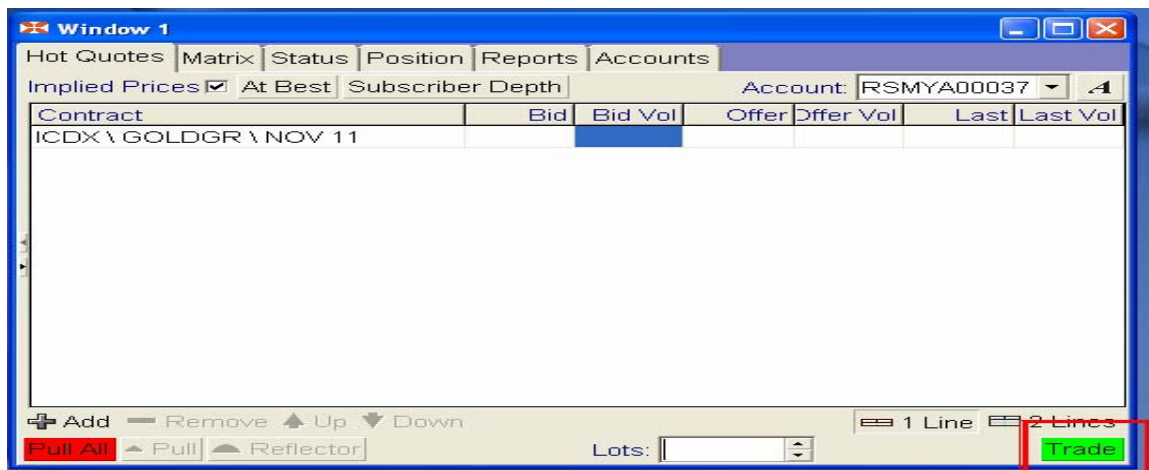 Window 1
Hot Quotes Matrix Status Position Reports Accounts
Implied Prices At Best Subscriber Depth Account: RSMYA00037 A
Contract Bid Bid Vol Offer Offer Vol Last Last Vol
ICDX \ GOLDGR \ NOV 11
Add Remove Up Down 1 Line 2 Lines
Pull All Pull Reflector Lots: Trade